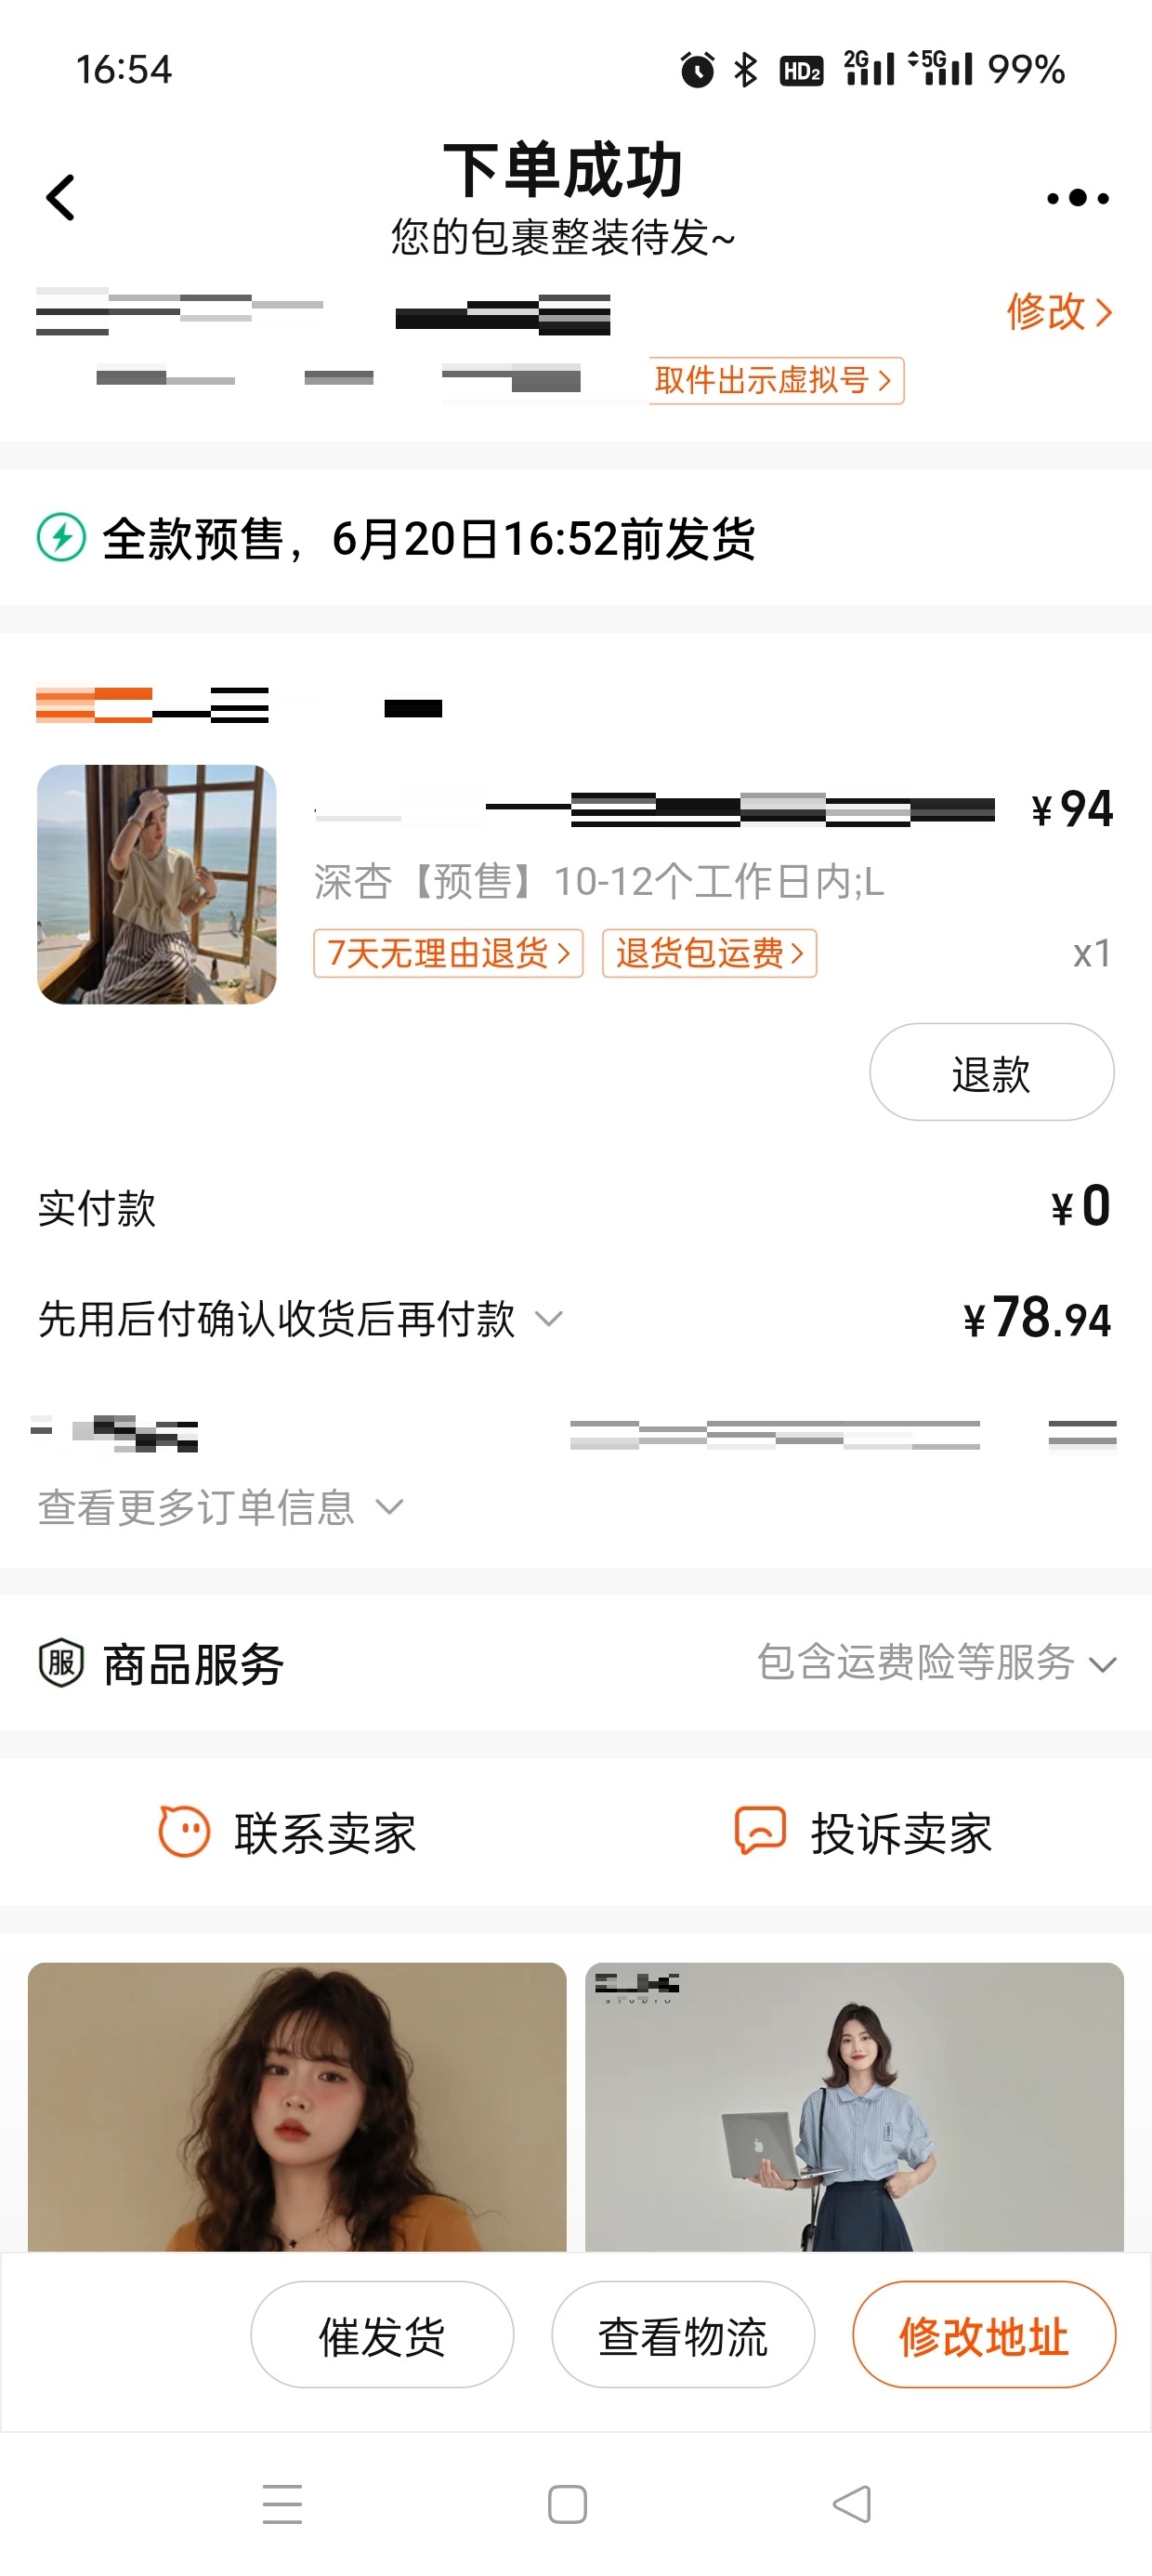 16:54
HD2 2G 5G 99%
下单成功
您的包裹整装待发~
修改
取件出示虚拟号
全款预售，6月20日16:52前发货
¥94
深杏【预售】10-12个工作日内;L
7天无理由退货 退货包运费 x1
退款
实付款 ¥0
先用后付确认收货后再付款 ¥78.94
查看更多订单信息
服 商品服务 包含运费险等服务
联系卖家 投诉卖家
STUDIO
催发货 查看物流 修改地址